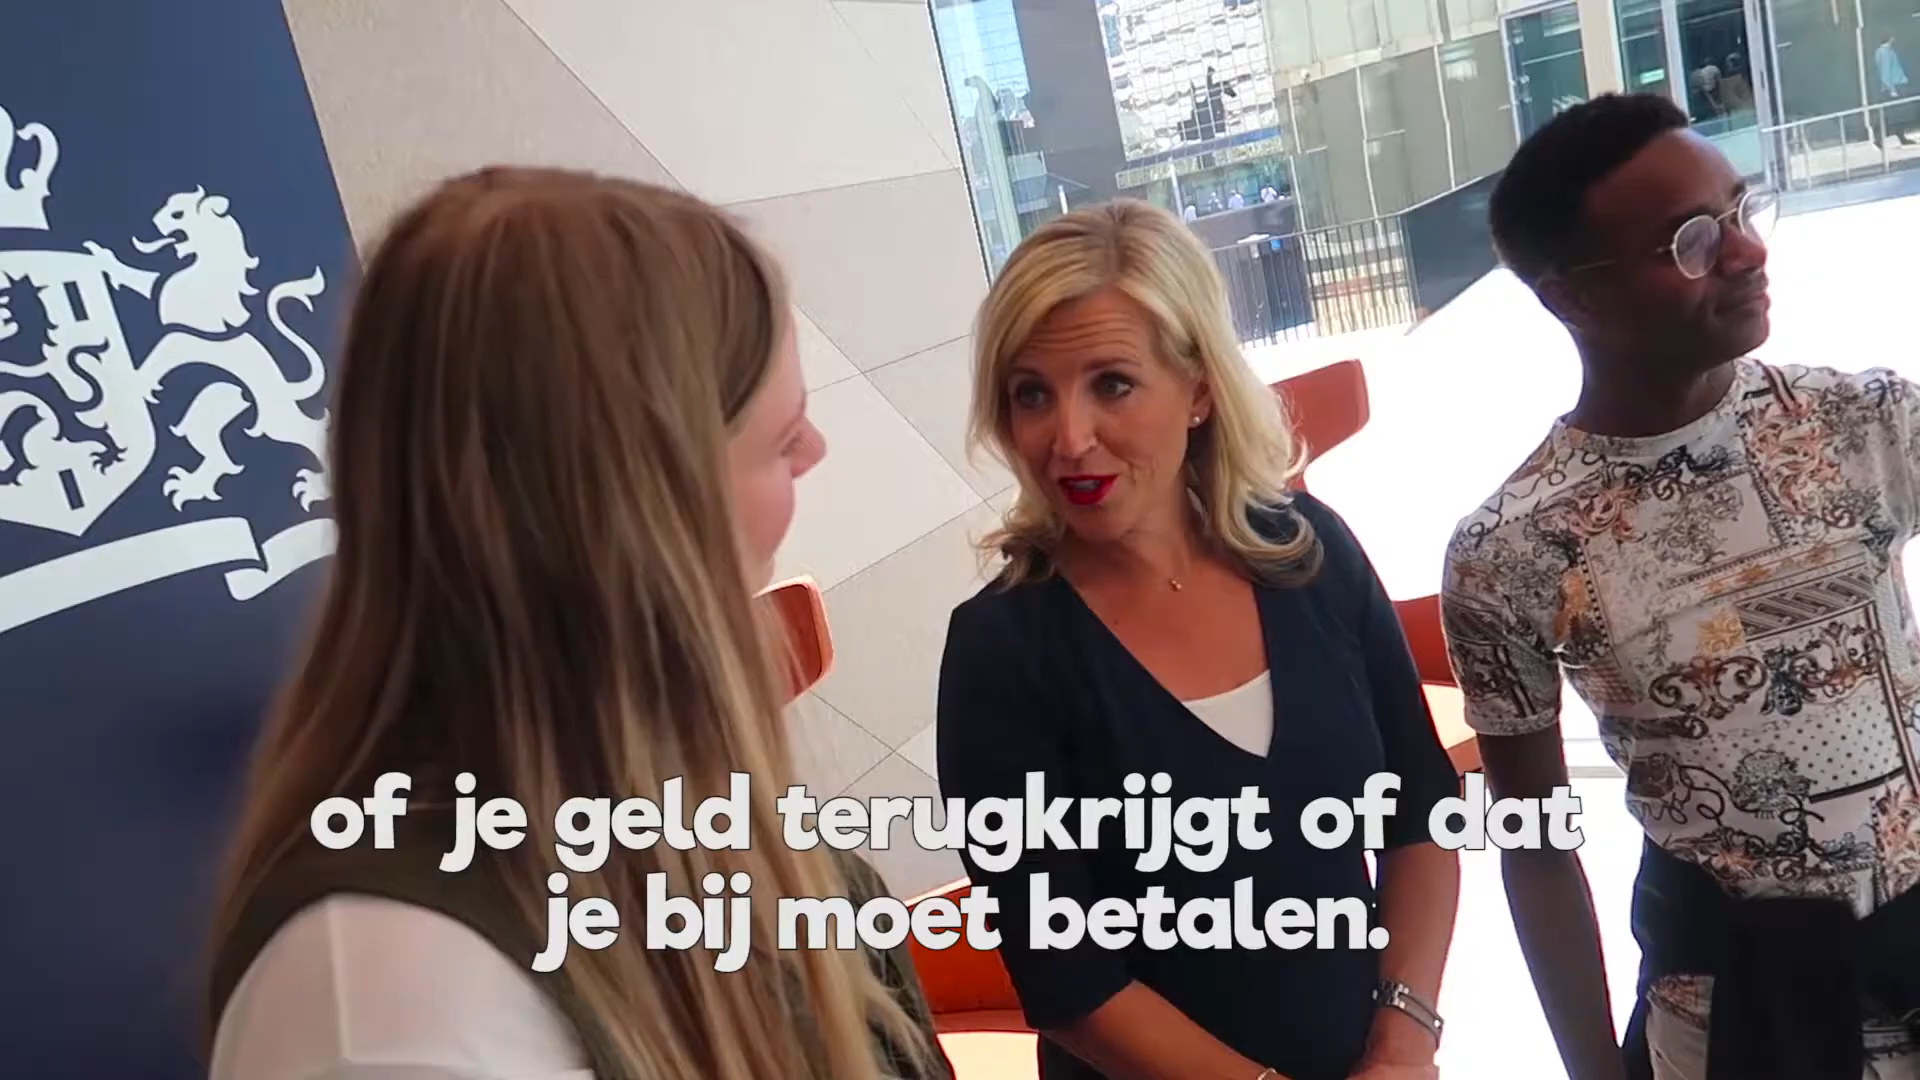 of je geld terugkrijgt of dat
je bij moet betalen.